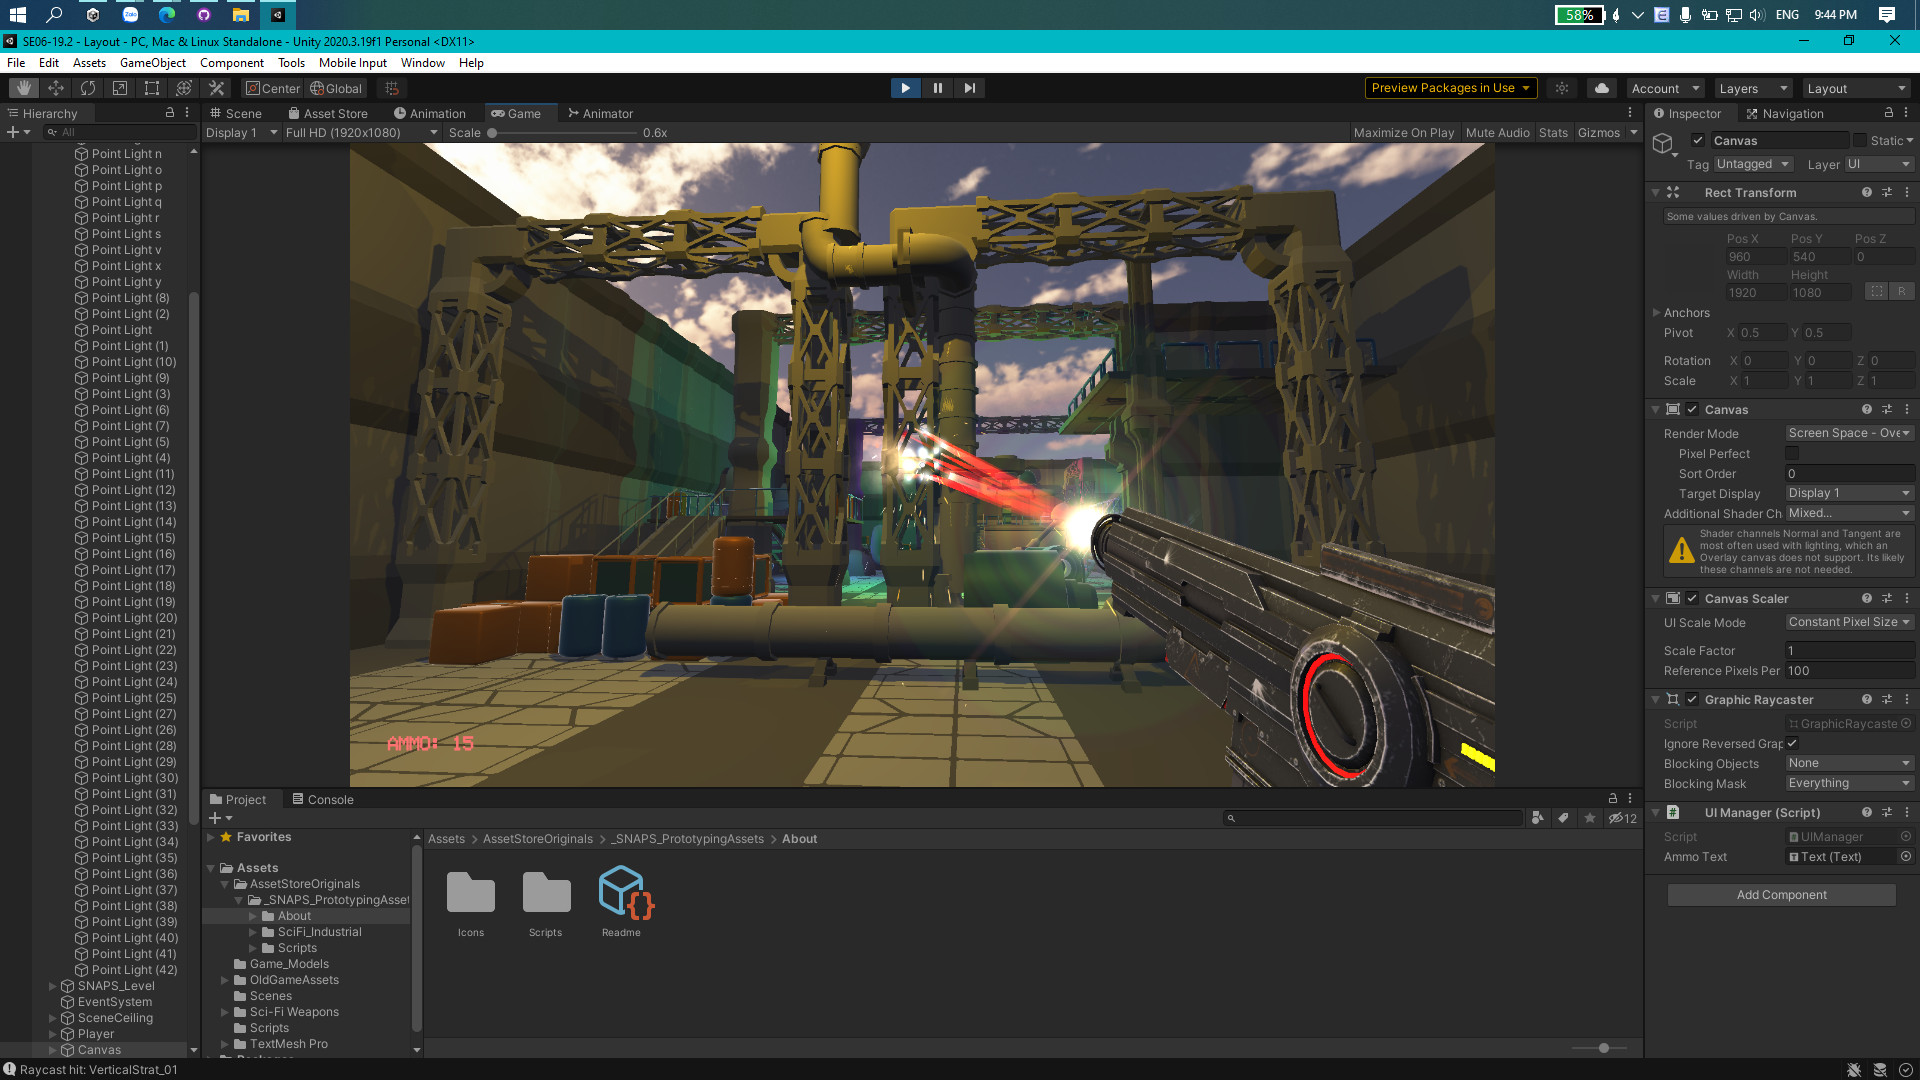 58%
ENG
9:44 PM
SE06-19.2 - Layout - PC, Mac & Linux Standalone - Unity 2020.3.19f1 Personal <DX11>
File Edit Assets GameObject Component Tools Mobile Input Window Help
Center Global
Preview Packages in Use
Account Layers Layout
Hierarchy
All
Point Light n
Point Light o
Point Light p
Point Light q
Point Light r
Point Light s
Point Light v
Point Light x
Point Light y
Point Light (8)
Point Light (2)
Point Light
Point Light (1)
Point Light (10)
Point Light (9)
Point Light (3)
Point Light (6)
Point Light (7)
Point Light (5)
Point Light (4)
Point Light (11)
Point Light (12)
Point Light (13)
Point Light (14)
Point Light (15)
Point Light (16)
Point Light (17)
Point Light (18)
Point Light (19)
Point Light (20)
Point Light (21)
Point Light (22)
Point Light (23)
Point Light (24)
Point Light (25)
Point Light (27)
Point Light (26)
Point Light (28)
Point Light (29)
Point Light (30)
Point Light (31)
Point Light (32)
Point Light (33)
Point Light (34)
Point Light (35)
Point Light (36)
Point Light (37)
Point Light (38)
Point Light (39)
Point Light (40)
Point Light (41)
Point Light (42)
SNAPS_Level
EventSystem
SceneCeiling
Player
Canvas
Scene Asset Store Animation Game Animator
Display 1 Full HD (1920x1080) Scale 0.6x
Maximize On Play Mute Audio Stats Gizmos
AMMO: 15
Project Console
12
Favorites
Assets
AssetStoreOriginals
_SNAPS_PrototypingAsset
About
SciFi_Industrial
Scripts
Game_Models
OldGameAssets
Scenes
Sci-Fi Weapons
Scripts
TextMesh Pro
Assets > AssetStoreOriginals > _SNAPS_PrototypingAssets > About
Icons
Scripts
Readme
Inspector Navigation
Canvas
Static
Tag Untagged Layer UI
Rect Transform
Some values driven by Canvas.
Pos X Pos Y Pos Z
960 540 0
Width Height
1920 1080
R
Anchors
Pivot X 0.5 Y 0.5
Rotation X 0 Y 0 Z 0
Scale X 1 Y 1 Z 1
Canvas
Render Mode Screen Space - Ove
Pixel Perfect
Sort Order 0
Target Display Display 1
Additional Shader Ch Mixed...
Shader channels Normal and Tangent are
most often used with lighting, which an
Overlay canvas does not support. Its likely
these channels are not needed.
Canvas Scaler
UI Scale Mode Constant Pixel Size
Scale Factor 1
Reference Pixels Per 100
Graphic Raycaster
Script GraphicRaycaste
Ignore Reversed Grap
Blocking Objects None
Blocking Mask Everything
UI Manager (Script)
Script UIManager
Ammo Text Text (Text)
Add Component
Raycast hit: VerticalStrat_01